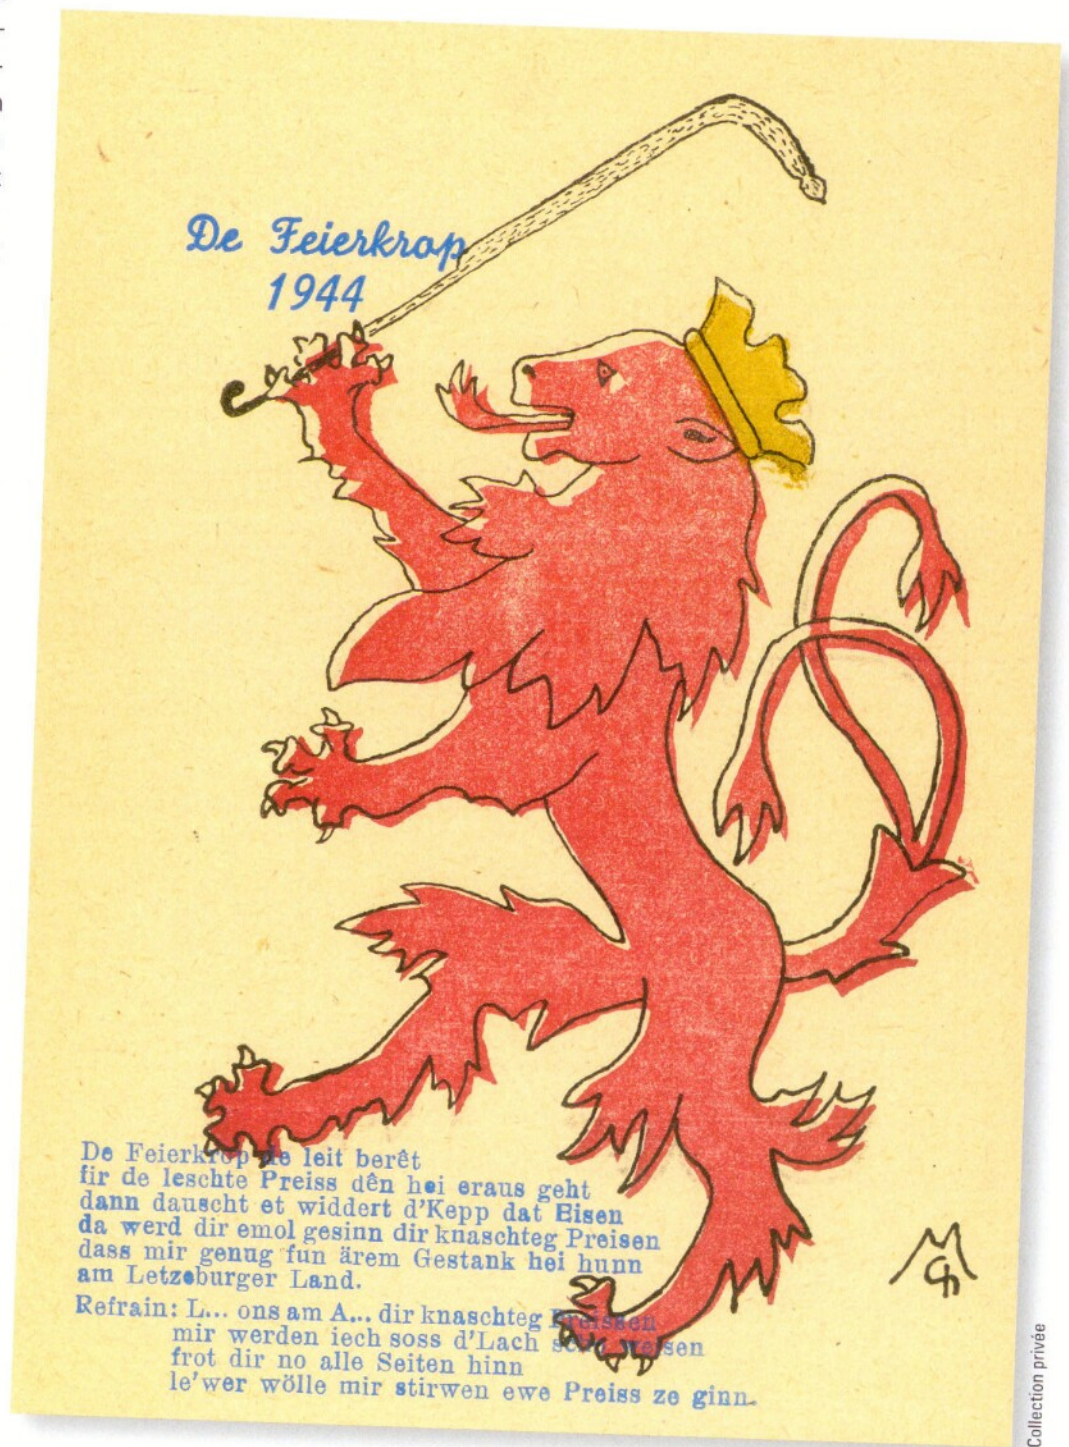 De Feierkrop
1944
De Feierkrop de leit berêt
fir de leschte Preiss dên hei eraus geht
dann dauscht et widdert d'Kepp dat Eisen
da werd dir emol gesinn dir knaschteg Preisen
dass mir genug fun ärem Gestank hei hunn
am Letzeburger Land.
Refrain: L... ons am A... dir knaschteg Preissen
mir werden iech soss d'Lach weisen
frot dir no alle Seiten hinn
le'wer wölle mir stirwen ewe Preiss ze ginn.
Collection privée